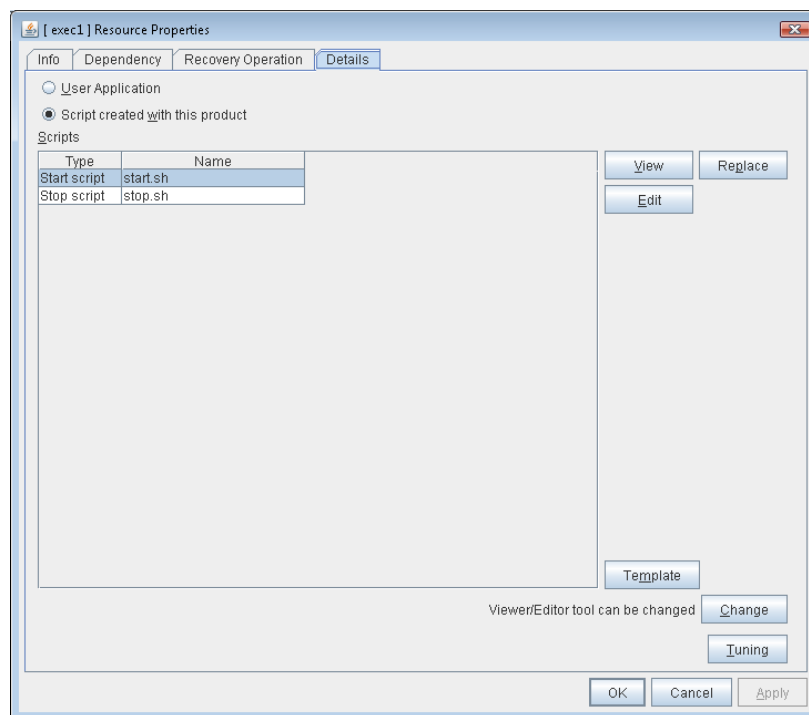 [ exec1 ] Resource Properties
Info Dependency Recovery Operation Details
User Application
Script created with this product
Scripts
Type Name
Start script start.sh
Stop script stop.sh
View Replace
Edit
Template
Viewer/Editor tool can be changed Change
Tuning
OK Cancel Apply